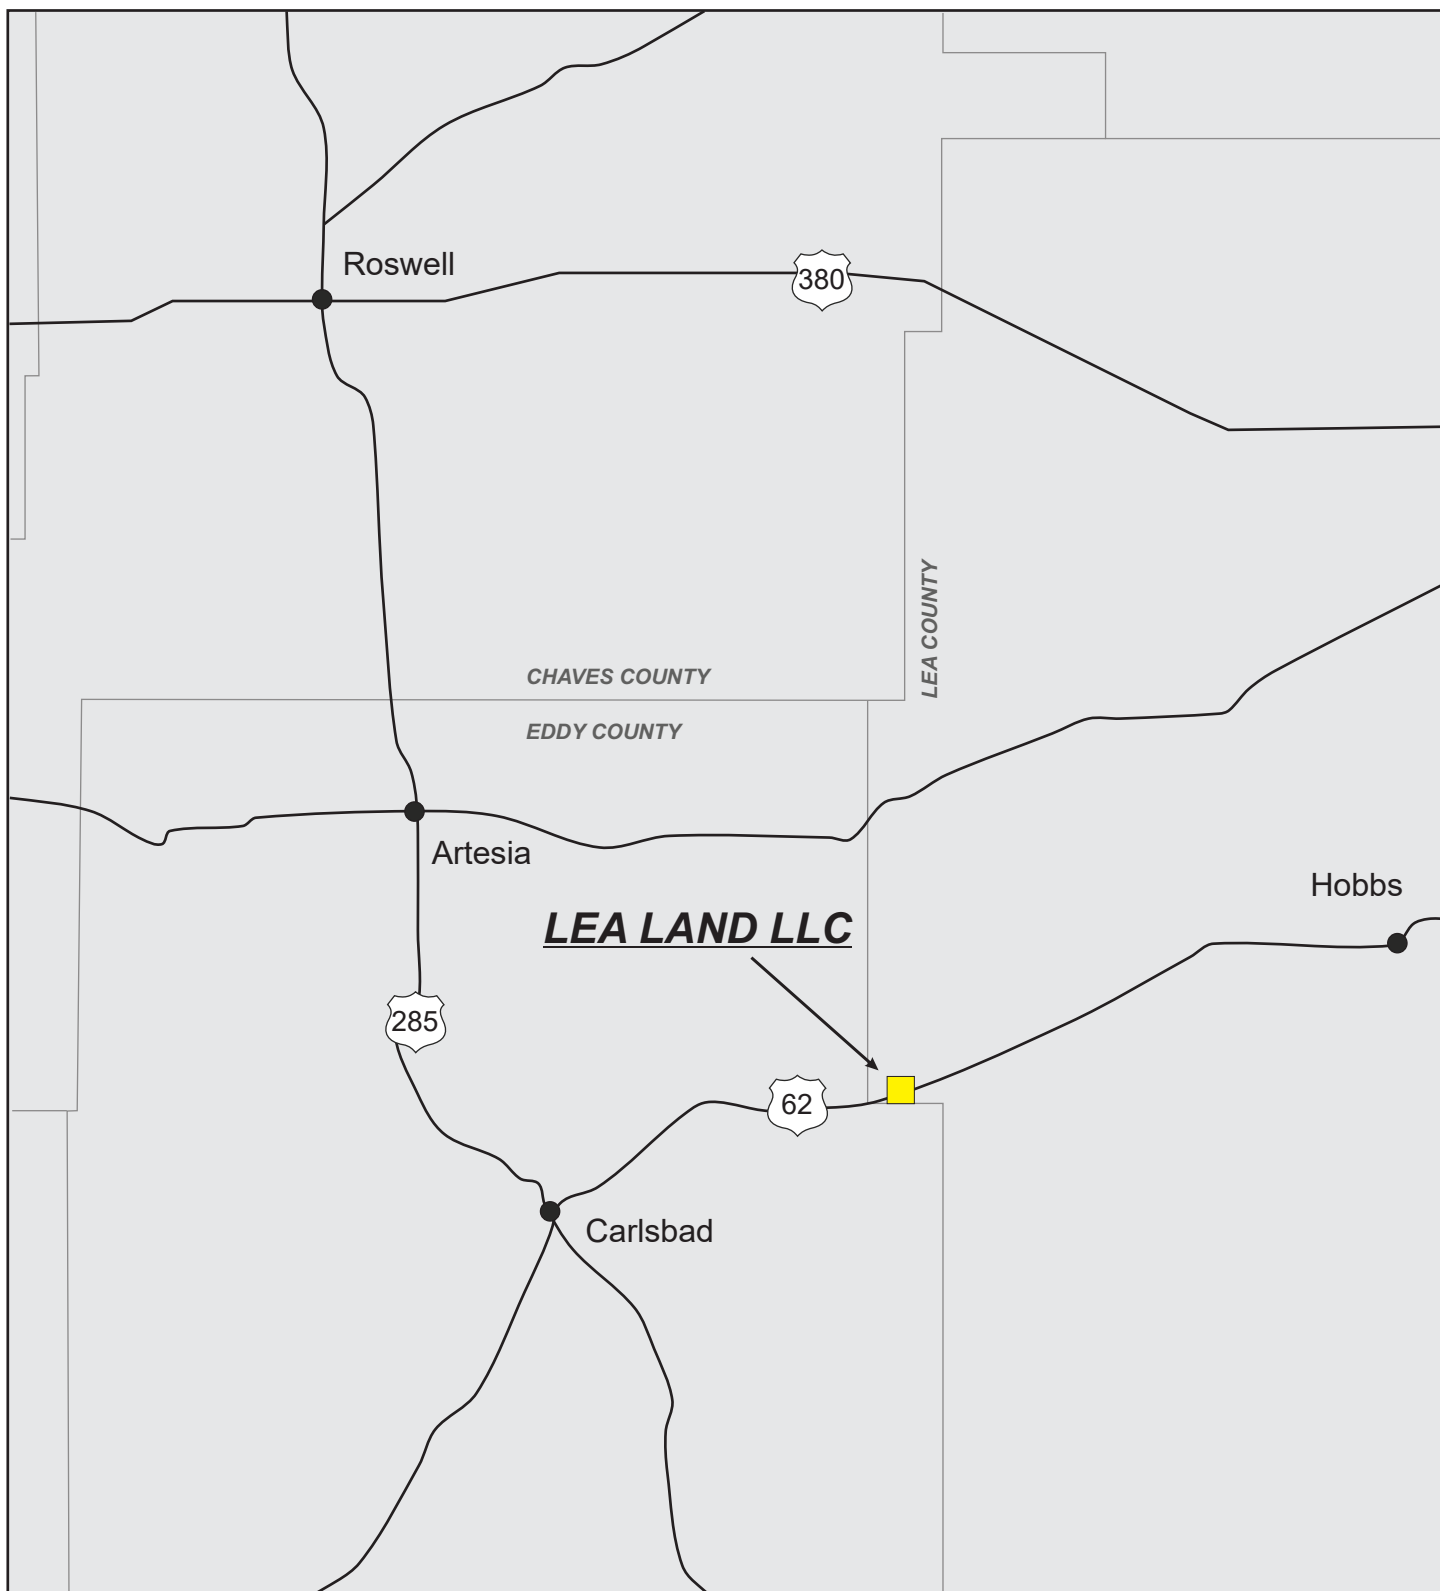 Roswell
380
LEA COUNTY
CHAVES COUNTY
EDDY COUNTY
Artesia
Hobbs
LEA LAND LLC
285
62
Carlsbad